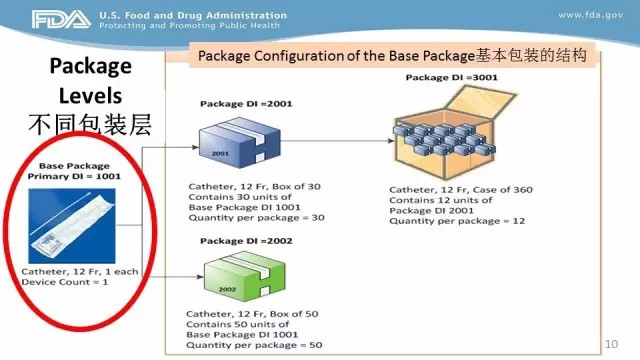 FDA
U.S. Food and Drug Administration
Protecting and Promoting Public Health
www.fda.gov
Package
Levels
不同包装层
Package Configuration of the Base Package基本包装的结构
Base Package
Primary DI = 1001
Catheter, 12 Fr, 1 each
Device Count = 1
Package DI =2001
2001
Catheter, 12 Fr, Box of 30
Contains 30 units of
Base Package DI 1001
Quantity per package = 30
Package DI =3001
Catheter, 12 Fr, Case of 360
Contains 12 units of
Package DI 2001
Quantity per package = 12
Package DI =2002
2002
Catheter, 12 Fr, Box of 50
Contains 50 units of
Base Package DI 1001
Quantity per package = 50
10